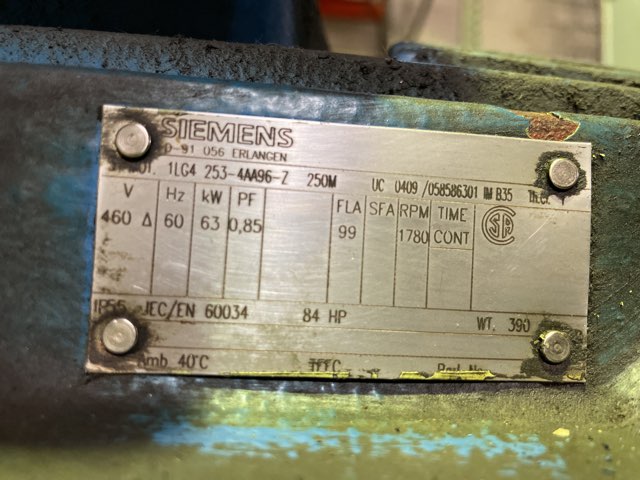 SIEMENS
D-91 056 ERLANGEN
1LG4 253-4AA96-Z 250M UC 0409 /058586301 IM B35 Th.Cl.
V Hz kW PF FLA SFA RPM TIME
460 Δ 60 63 0,85 99 1780 CONT
IP55 IEC/EN 60034 84 HP WT. 390
Amb 40°C